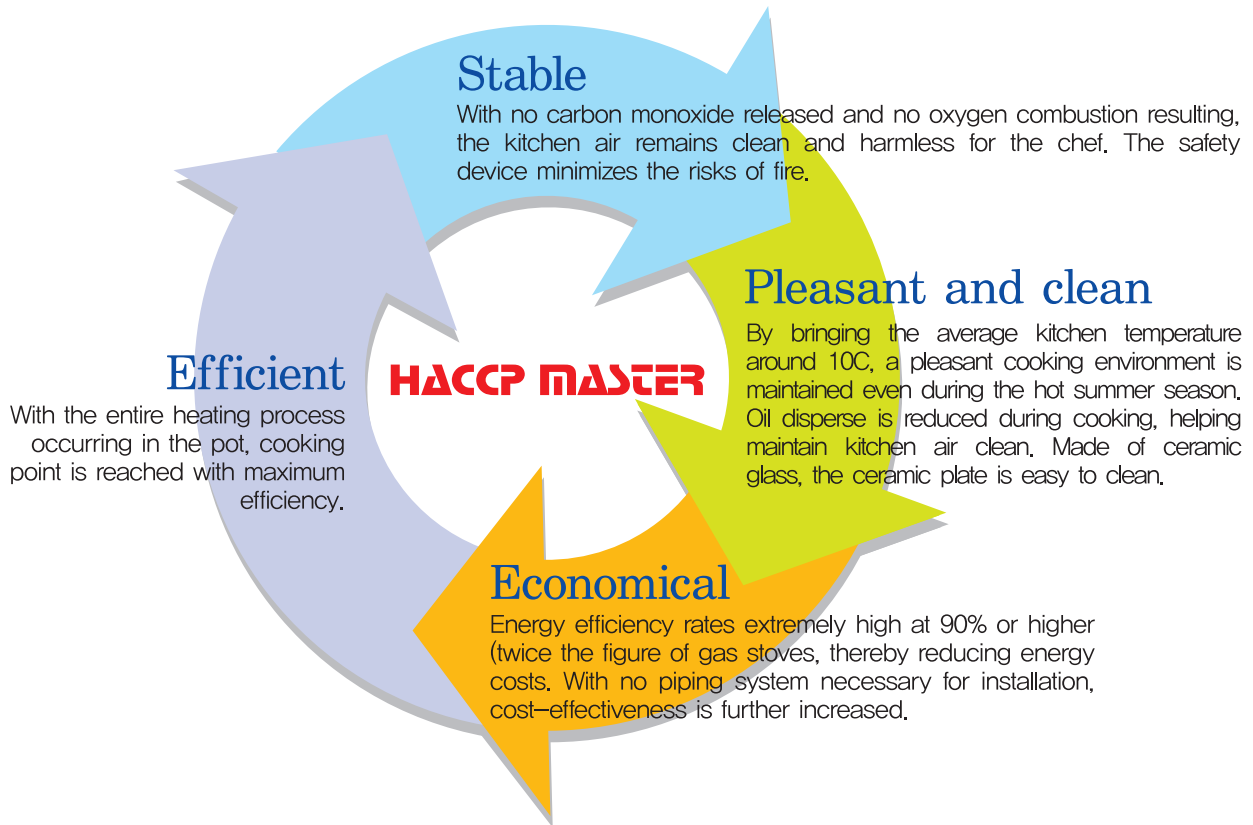 Stable
With no carbon monoxide released and no oxygen combustion resulting,
the kitchen air remains clean and harmless for the chef. The safety
device minimizes the risks of fire.
Pleasant and clean
By bringing the average kitchen temperature
around 10C, a pleasant cooking environment is
maintained even during the hot summer season.
Oil disperse is reduced during cooking, helping
maintain kitchen air clean. Made of ceramic
glass, the ceramic plate is easy to clean.
HACCP MASTER
Efficient
With the entire heating process
occurring in the pot, cooking
point is reached with maximum
efficiency.
Economical
Energy efficiency rates extremely high at 90% or higher
(twice the figure of gas stoves, thereby reducing energy
costs. With no piping system necessary for installation,
cost-effectiveness is further increased.